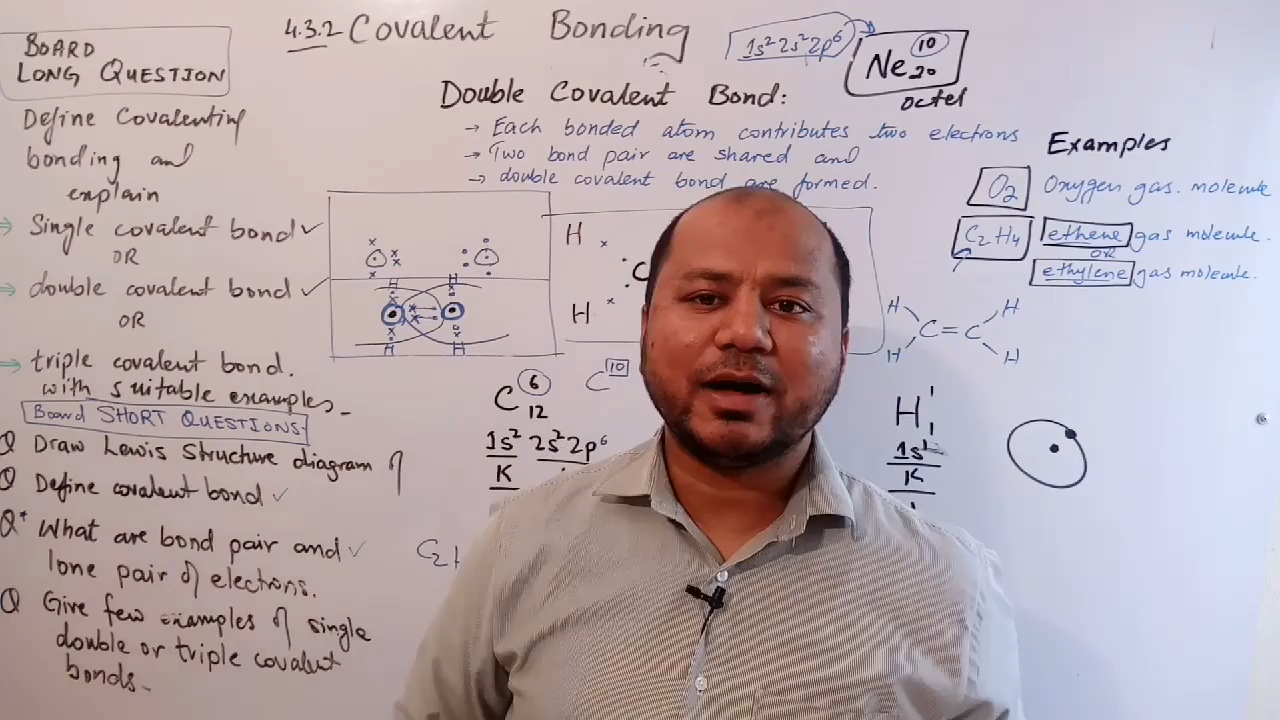 BOARD
LONG QUESTION
Define Covalenting
bonding and
explain
→ Single covalent bond ✓
OR
→ double covalent bond ✓
OR
→ triple covalent bond.
with suitable examples
Board SHORT QUESTIONS
Q Draw Lewis Structure diagram of
Q Define covalent bond ✓
Q* What are bond pair and ✓
lone pair of electrons.
Q Give few examples of single
double or triple covalent
bonds
4.3.2 Covalent Bonding
1s² 2s² 2p⁶
Ne 10 20
octet
Double Covalent Bond:
→ Each bonded atom contributes two electrons
→ Two bond pair are shared and
→ double covalent bond are formed.
Examples
O₂ Oxygen gas molecule
C₂H₄ ethene gas molecule.
OR
ethylene gas molecule.
H
H
C
H
H
H
H
H H
C=C
H H
C 6 12
C 10
1s² 2s² 2p⁶
K
C₂H
H 1 1
1s¹
K
1